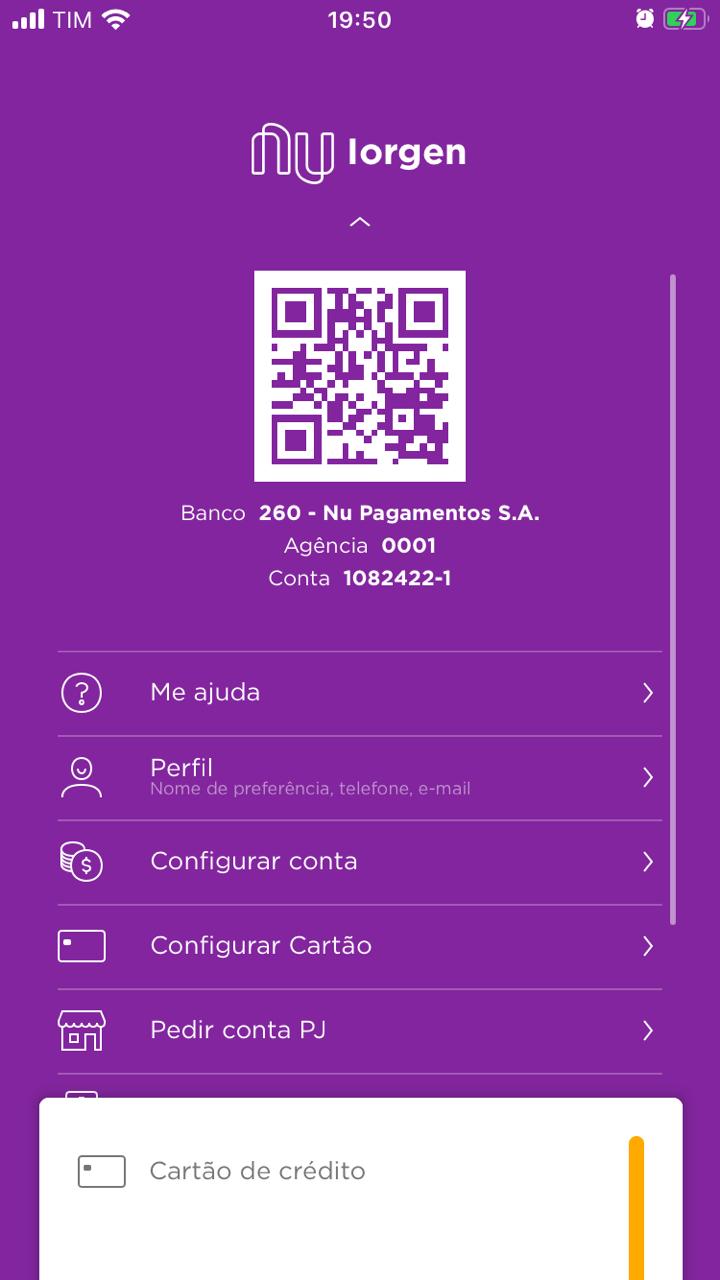 TIM
19:50
nu Iorgen
Banco 260 - Nu Pagamentos S.A.
Agência 0001
Conta 1082422-1
Me ajuda
Perfil
Nome de preferência, telefone, e-mail
Configurar conta
Configurar Cartão
Pedir conta PJ
Cartão de crédito